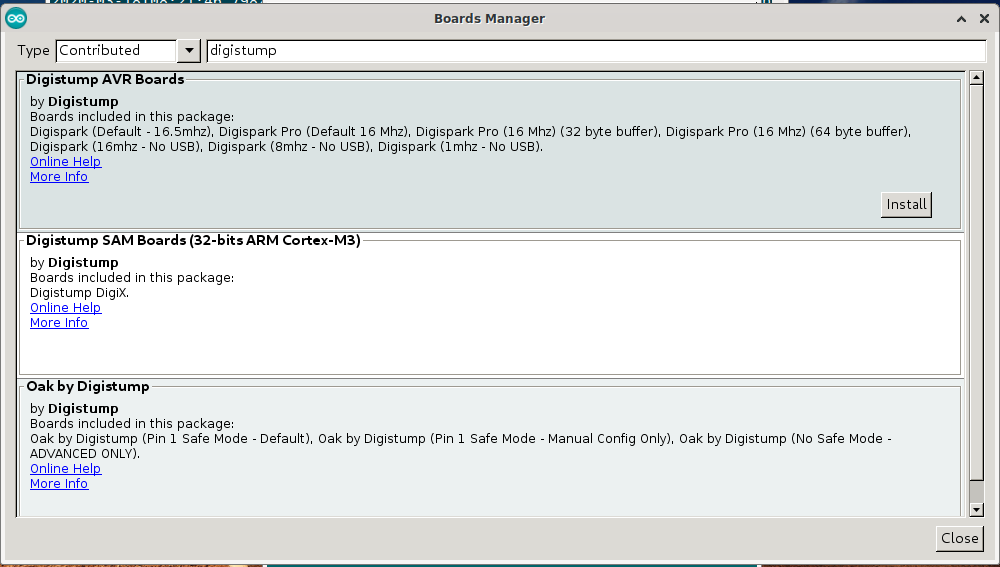 Boards Manager
Type Contributed digistump
Digistump AVR Boards
by Digistump
Boards included in this package:
Digispark (Default - 16.5mhz), Digispark Pro (Default 16 Mhz), Digispark Pro (16 Mhz) (32 byte buffer), Digispark Pro (16 Mhz) (64 byte buffer),
Digispark (16mhz - No USB), Digispark (8mhz - No USB), Digispark (1mhz - No USB).
Online Help
More Info
Install
Digistump SAM Boards (32-bits ARM Cortex-M3)
by Digistump
Boards included in this package:
Digistump DigiX.
Online Help
More Info
Oak by Digistump
by Digistump
Boards included in this package:
Oak by Digistump (Pin 1 Safe Mode - Default), Oak by Digistump (Pin 1 Safe Mode - Manual Config Only), Oak by Digistump (No Safe Mode -
ADVANCED ONLY).
Online Help
More Info
Close